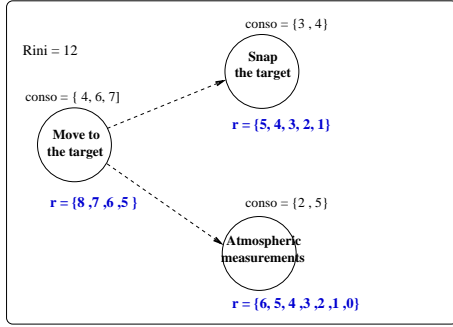 conso = {3 , 4}
Rini = 12
Snap
the target
conso = { 4, 6, 7]
r = {5, 4, 3, 2, 1}
Move to
the target
r = {8 ,7 ,6 ,5 }
conso = {2 , 5}
Atmospheric
measurements
r = {6, 5, 4 ,3 ,2 ,1 ,0}